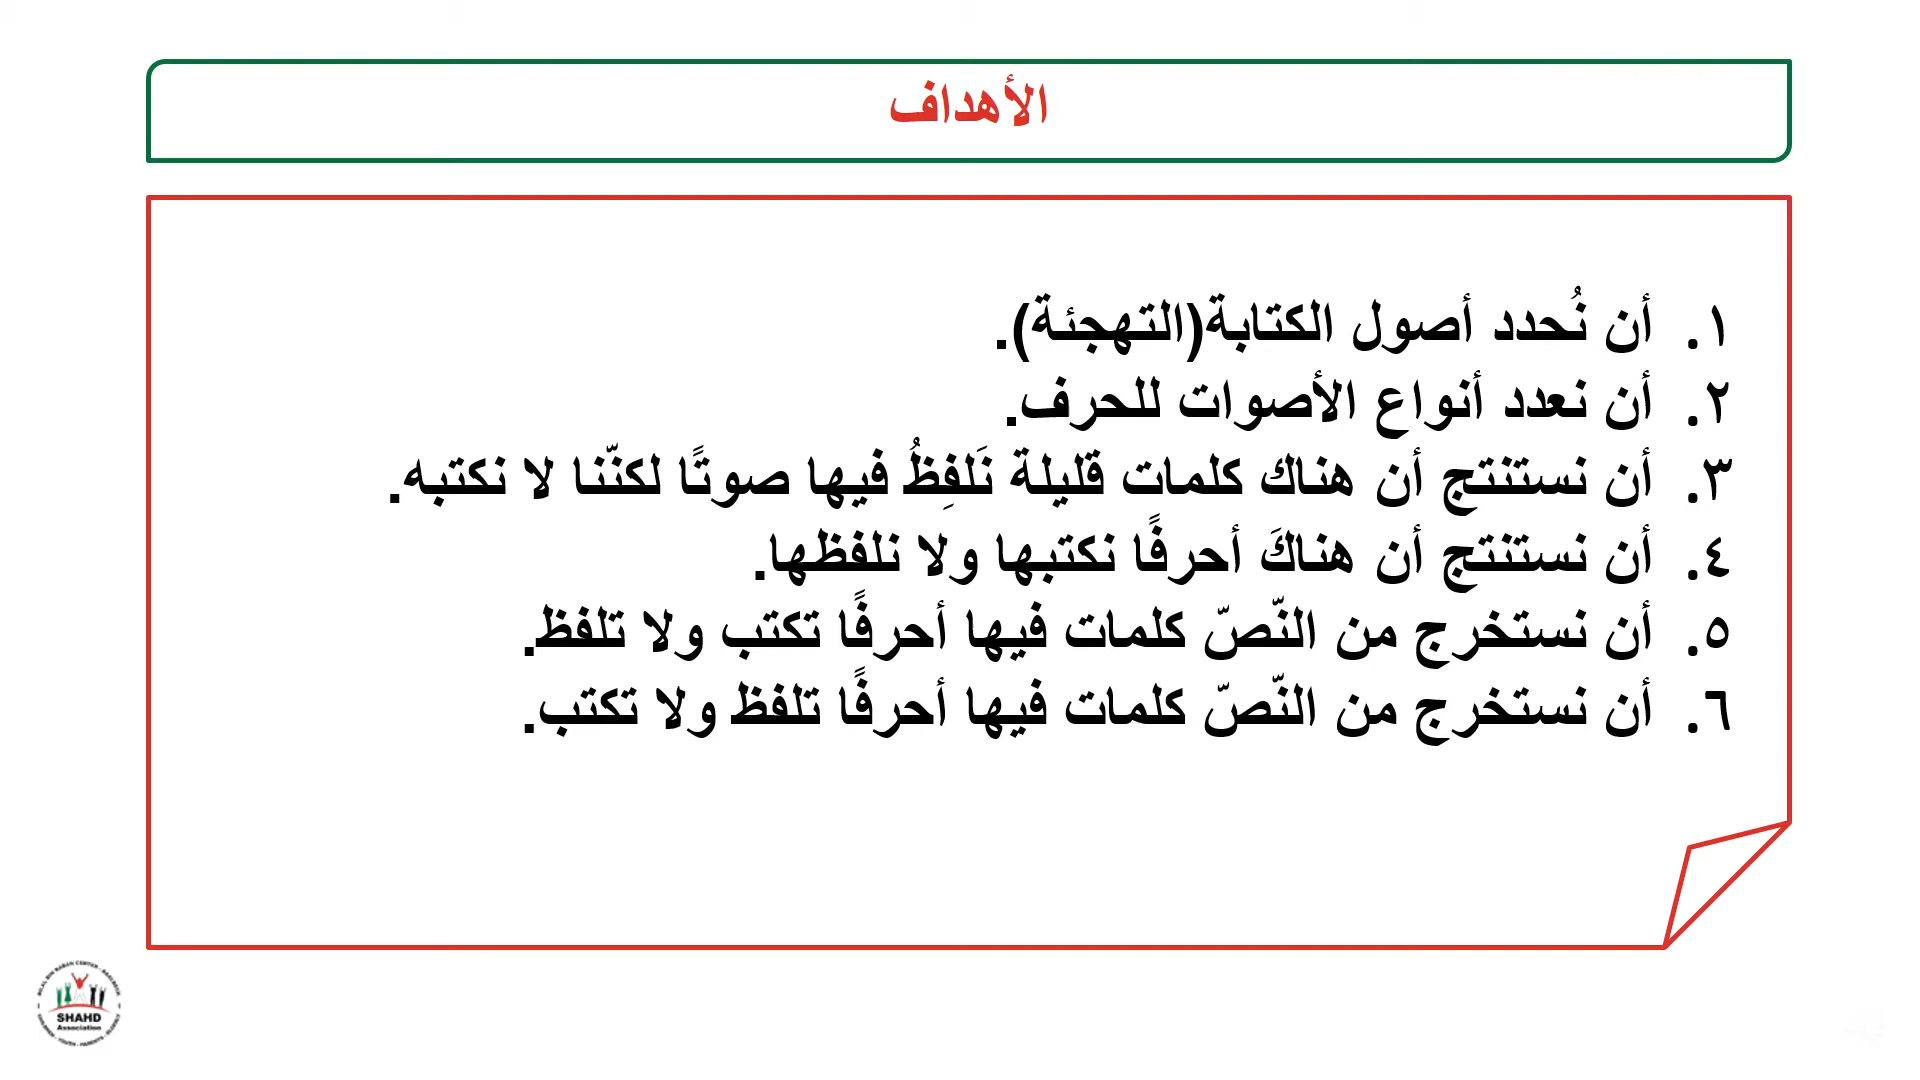 الأهداف
١. أن نُحدد أصول الكتابة(التهجئة).
٢. أن نعدد أنواع الأصوات للحرف.
٣. أن نستنتج أن هناك كلمات قليلة نَلفِظُ فيها صوتًا لكنّنا لا نكتبه.
٤. أن نستنتج أن هناكَ أحرفًا نكتبها ولا نلفظها.
٥. أن نستخرج من النّصّ كلمات فيها أحرفًا تكتب ولا تلفظ.
٦. أن نستخرج من النّصّ كلمات فيها أحرفًا تلفظ ولا تكتب.
SHAHD
Association